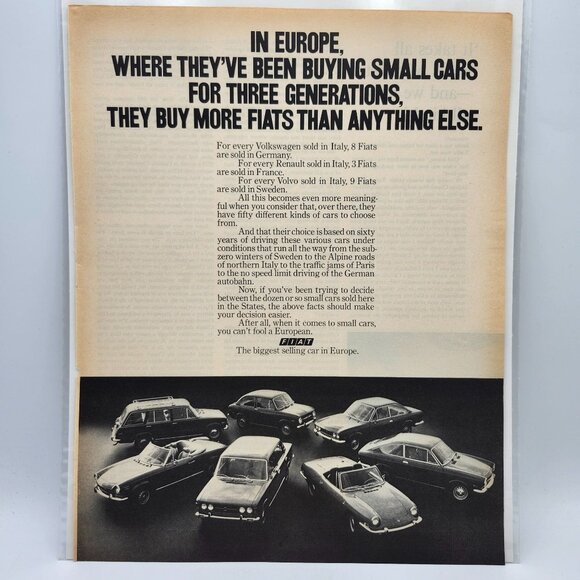 IN EUROPE,
WHERE THEY'VE BEEN BUYING SMALL CARS
FOR THREE GENERATIONS,
THEY BUY MORE FIATS THAN ANYTHING ELSE.
For every Volkswagen sold in Italy, 8 Fiats
are sold in Germany.
For every Renault sold in Italy, 3 Fiats
are sold in France.
For every Volvo sold in Italy, 9 Fiats
are sold in Sweden.
All this becomes even more meaning-
ful when you consider that, over there, they
have fifty different kinds of cars to choose
from.
And that their choice is based on sixty
years of driving these various cars under
conditions that run all the way from the sub-
zero winters of Sweden to the Alpine roads
of northern Italy to the traffic jams of Paris
to the no speed limit driving of the German
autobahn.
Now, if you've been trying to decide
between the dozen or so small cars sold here
in the States, the above facts should make
your decision easier.
After all, when it comes to small cars,
you can't fool a European.
FIAT
The biggest selling car in Europe.